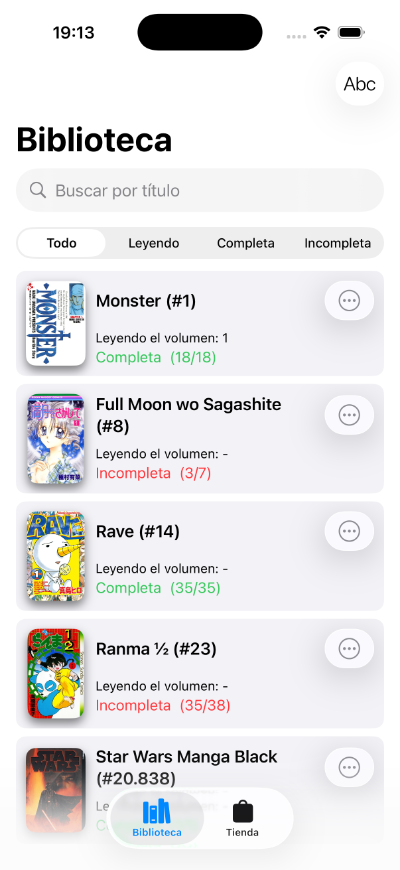 19:13
Abc
Biblioteca
Buscar por título
Todo
Leyendo
Completa
Incompleta
MONSTER
Monster (#1)
Leyendo el volumen: 1
Completa (18/18)
Full Moon wo Sagashite
(#8)
Leyendo el volumen: -
Incompleta (3/7)
RAVE
Rave (#14)
Leyendo el volumen: -
Completa (35/35)
Ranma ½ (#23)
Leyendo el volumen: -
Incompleta (35/38)
STAR WARS
Star Wars Manga Black
(#20.838)
Biblioteca
Tienda